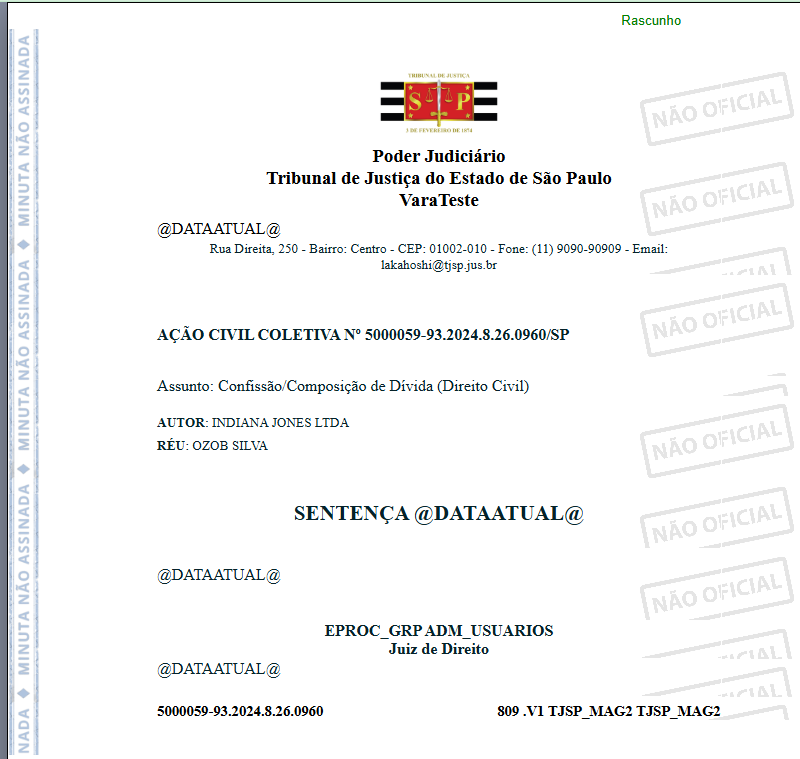 Rascunho
TRIBUNAL DE JUSTIÇA
S P
3 DE FEVEREIRO DE 1874
Poder Judiciário
Tribunal de Justiça do Estado de São Paulo
VaraTeste
@DATAATUAL@
Rua Direita, 250 - Bairro: Centro - CEP: 01002-010 - Fone: (11) 9090-90909 - Email:
lakahoshi@tjsp.jus.br
AÇÃO CIVIL COLETIVA Nº 5000059-93.2024.8.26.0960/SP
Assunto: Confissão/Composição de Dívida (Direito Civil)
AUTOR: INDIANA JONES LTDA
RÉU: OZOB SILVA
SENTENÇA @DATAATUAL@
@DATAATUAL@
EPROC_GRP ADM_USUARIOS
Juiz de Direito
@DATAATUAL@
5000059-93.2024.8.26.0960
809 .V1 TJSP_MAG2 TJSP_MAG2
MINUTA NÃO ASSINADA ◆ MINUTA NÃO ASSINADA ◆ MINUTA NÃO ASSINADA ◆ NADA
NÃO OFICIAL
NÃO OFICIAL
NÃO OFICIAL
NÃO OFICIAL
NÃO OFICIAL
NÃO OFICIAL